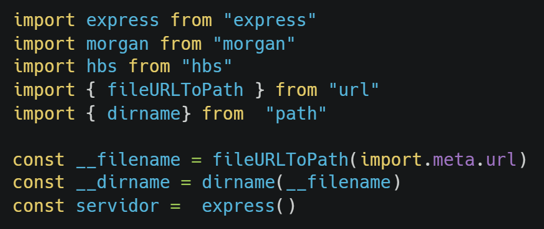 import express from "express"
import morgan from "morgan"
import hbs from "hbs"
import { fileURLToPath } from "url"
import { dirname} from  "path"

const __filename = fileURLToPath(import.meta.url)
const __dirname = dirname(__filename)
const servidor =  express()